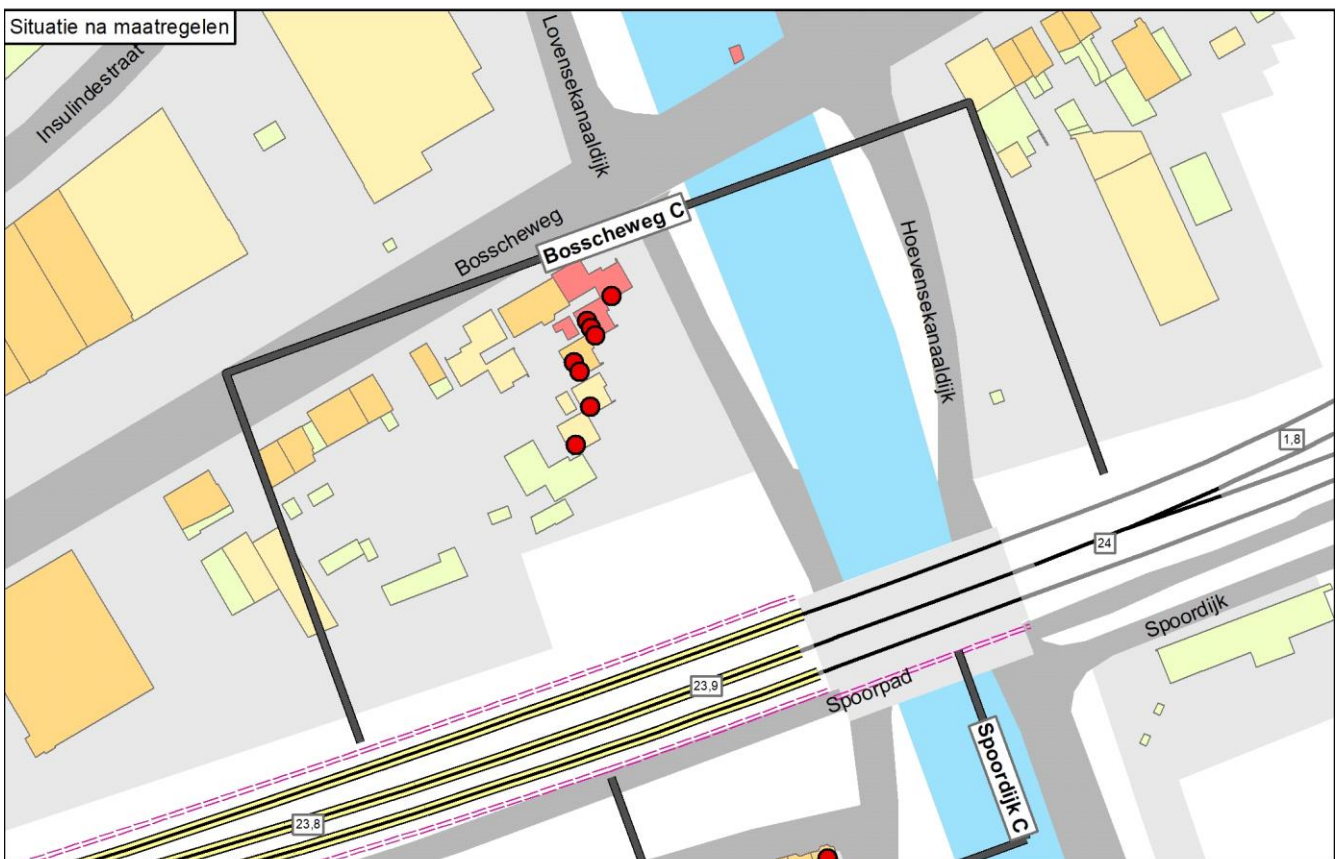 Situatie na maatregelen
Insulindestraat
Lovensekanaaldijk
Bosscheweg
Bosscheweg C
Hoevensekanaaldijk
1,8
24
Spoordijk
23,9
Spoorpad
Spoordijk C
23,8